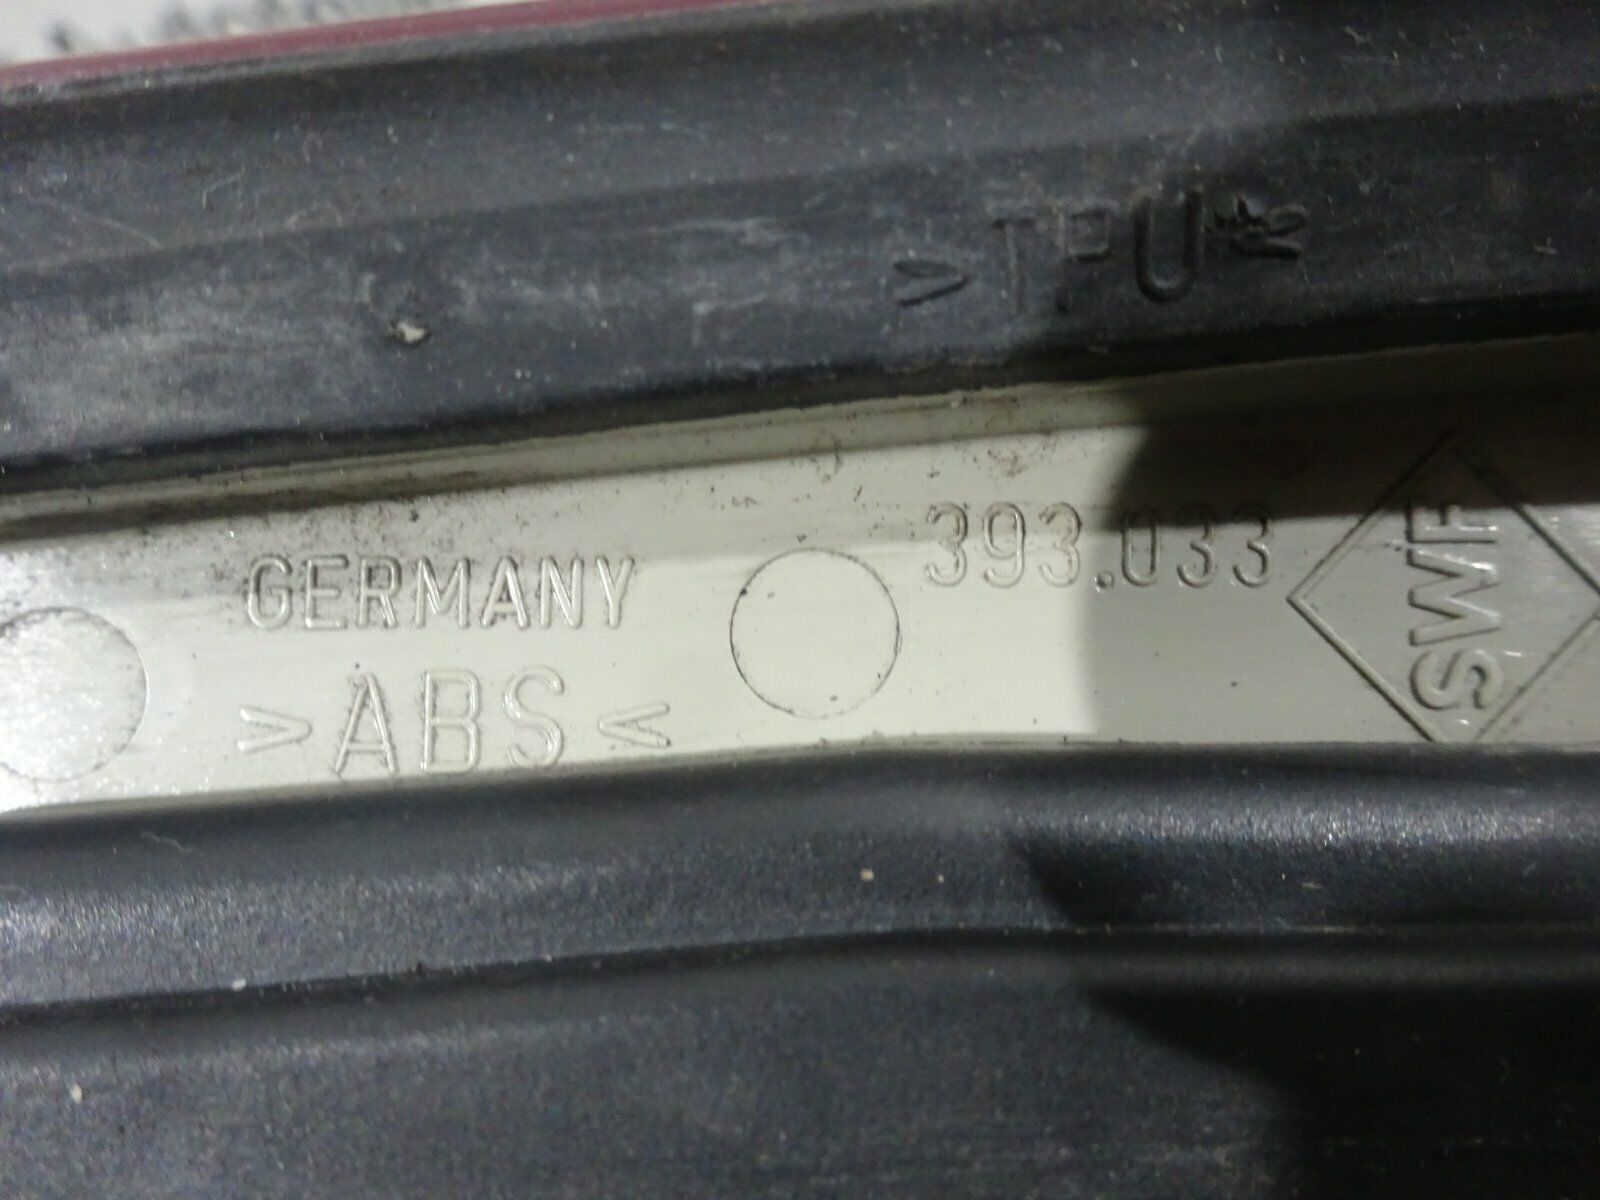 >TPU
GERMANY
393.033
SWF
>ABS<